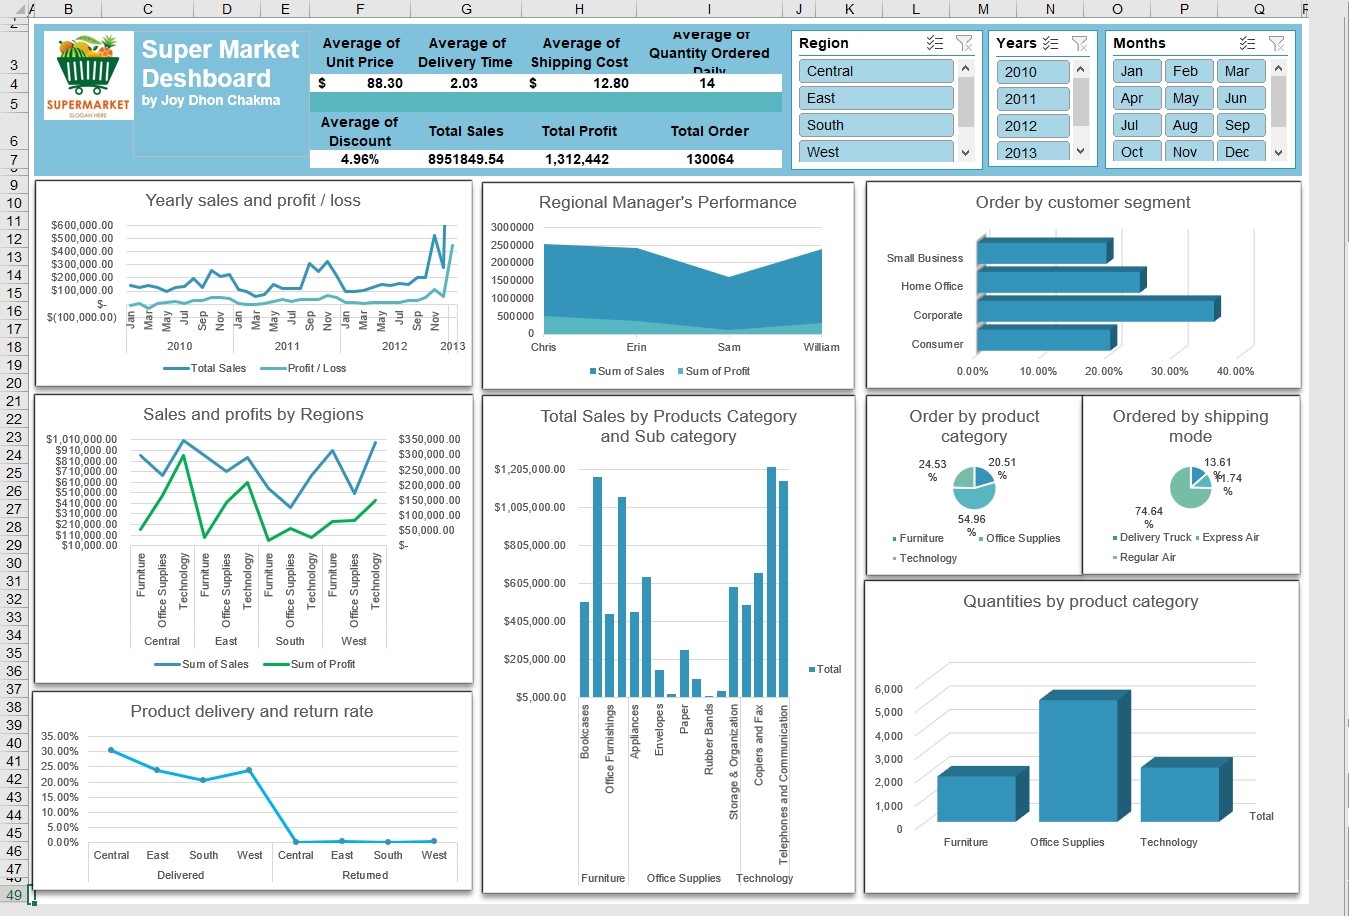 A B C D E F G H I J K L M N O P Q
3
4
5
6
7
9
10
11
12
13
14
15
16
17
18
19
20
21
22
23
24
25
26
27
28
29
30
31
32
33
34
35
36
37
38
39
40
41
42
43
44
45
46
47
49
SUPERMARKET
SLOGAN HERE
Super Market
Deshboard
by Joy Dhon Chakma
Average of
Unit Price
$ 88.30
Average of
Delivery Time
2.03
Average of
Shipping Cost
$ 12.80
Average of
Quantity Ordered
Daily
14
Average of
Discount
4.96%
Total Sales
8951849.54
Total Profit
1,312,442
Total Order
130064
Region
Central
East
South
West
Years
2010
2011
2012
2013
Months
Jan Feb Mar
Apr May Jun
Jul Aug Sep
Oct Nov Dec
Yearly sales and profit / loss
$600,000.00
$500,000.00
$400,000.00
$300,000.00
$200,000.00
$100,000.00
$-
$(100,000.00)
Jan Mar May Jul Sep Nov Jan Mar May Jul Sep Nov Jan Mar May Jul Sep Nov
2010 2011 2012 2013
Total Sales Profit / Loss
Regional Manager's Performance
3000000
2500000
2000000
1500000
1000000
500000
0
Chris Erin Sam William
Sum of Sales Sum of Profit
Order by customer segment
Small Business
Home Office
Corporate
Consumer
0.00% 10.00% 20.00% 30.00% 40.00%
Sales and profits by Regions
$1,010,000.00
$910,000.00
$810,000.00
$710,000.00
$610,000.00
$510,000.00
$410,000.00
$310,000.00
$210,000.00
$110,000.00
$10,000.00
$350,000.00
$300,000.00
$250,000.00
$200,000.00
$150,000.00
$100,000.00
$50,000.00
$-
Furniture Office Supplies Technology Furniture Office Supplies Technology Furniture Office Supplies Technology Furniture Office Supplies Technology
Central East South West
Sum of Sales Sum of Profit
Total Sales by Products Category
and Sub category
$1,205,000.00
$1,005,000.00
$805,000.00
$605,000.00
$405,000.00
$205,000.00
$5,000.00
Bookcases Office Furnishings Appliances Envelopes Paper Rubber Bands Storage & Organization Copiers and Fax Telephones and Communication
Furniture Office Supplies Technology
Total
Order by product
category
24.53
%
20.51
%
54.96
%
Furniture Office Supplies
Technology
Ordered by shipping
mode
13.61
%
11.74
%
74.64
%
Delivery Truck Express Air
Regular Air
Product delivery and return rate
35.00%
30.00%
25.00%
20.00%
15.00%
10.00%
5.00%
0.00%
Central East South West Central East South West
Delivered Returned
Quantities by product category
6,000
5,000
4,000
3,000
2,000
1,000
0
Furniture Office Supplies Technology
Total